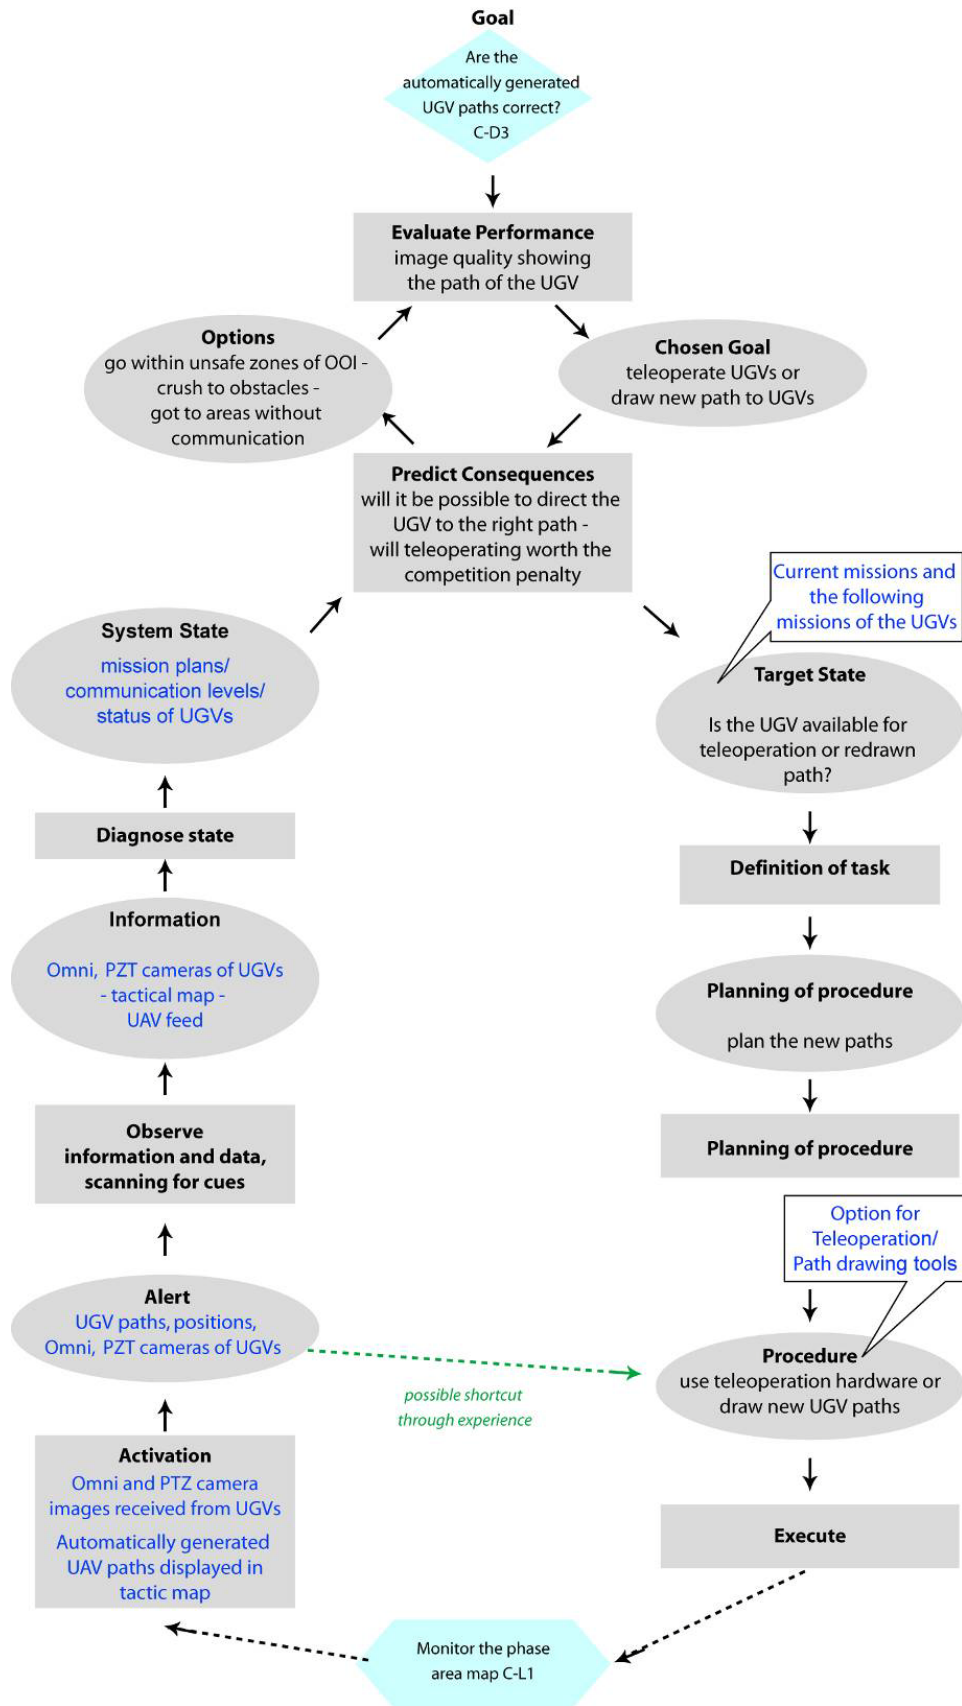 Goal
Are the
automatically generated
UGV paths correct?
C-D3
Evaluate Performance
image quality showing
the path of the UGV
Options
go within unsafe zones of OOI -
crush to obstacles -
got to areas without
communication
Chosen Goal
teleoperate UGVs or
draw new path to UGVs
Predict Consequences
will it be possible to direct the
UGV to the right path -
will teleoperating worth the
competition penalty
Current missions and
the following
missions of the UGVs
System State
mission plans/
communication levels/
status of UGVs
Target State
Is the UGV available for
teleoperation or redrawn
path?
Diagnose state
Definition of task
Information
Omni, PZT cameras of UGVs
- tactical map -
UAV feed
Planning of procedure
plan the new paths
Observe
information and data,
scanning for cues
Planning of procedure
Option for
Teleoperation/
Path drawing tools
Alert
UGV paths, positions,
Omni, PZT cameras of UGVs
Procedure
use teleoperation hardware or
draw new UGV paths
possible shortcut
through experience
Activation
Omni and PTZ camera
images received from UGVs
Automatically generated
UAV paths displayed in
tactic map
Execute
Monitor the phase
area map C-L1